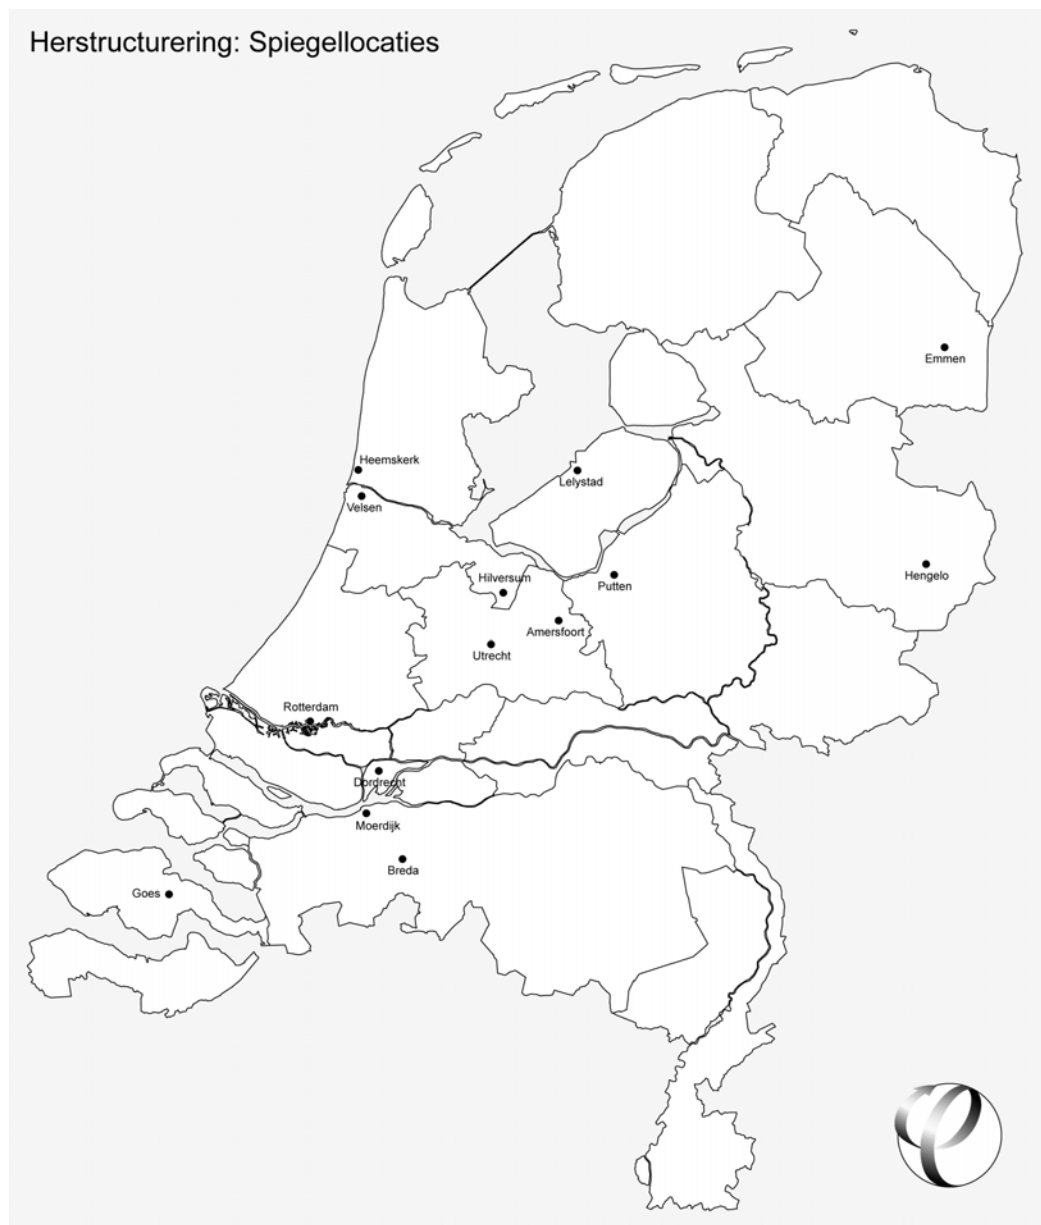 Herstructurering: Spiegellocaties
Emmen
Heemskerk
Lelystad
Velsen
Hengelo
Hilversum
Putten
Amersfoort
Utrecht
Rotterdam
Dordrecht
Moerdijk
Breda
Goes